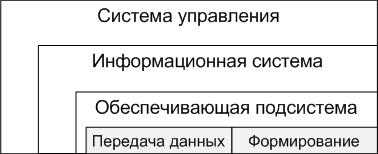 Система управления
Информационная система
Обеспечивающая подсистема
Передача данных Формирование